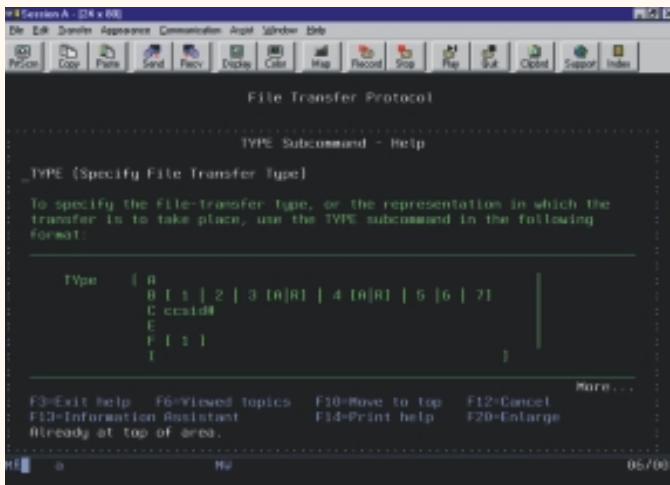 Session A - [24 x 80]
File Edit Transfer Appearance Communication Assist Window Help
PrtScrn Copy Paste Send Recv Display Color Map Record Stop Play Quit Clipbrd Support Index
File Transfer Protocol
TYPE Subcommand - Help
_TYPE (Specify File Transfer Type)
To specify the file-transfer type, or the representation in which the
transfer is to take place, use the TYPE subcommand in the following
format:
TYpe [ A
B [ 1 | 2 | 3 [A|R] | 4 [A|R] | 5 |6 | 7]
C ccsid#
E
F [ 1 ]
[ ]
More...
F3=Exit help F6=Viewed topics F10=Move to top F12=Cancel
F13=Information Assistant F14=Print help F20=Enlarge
Already at top of area.
a MW 06/00